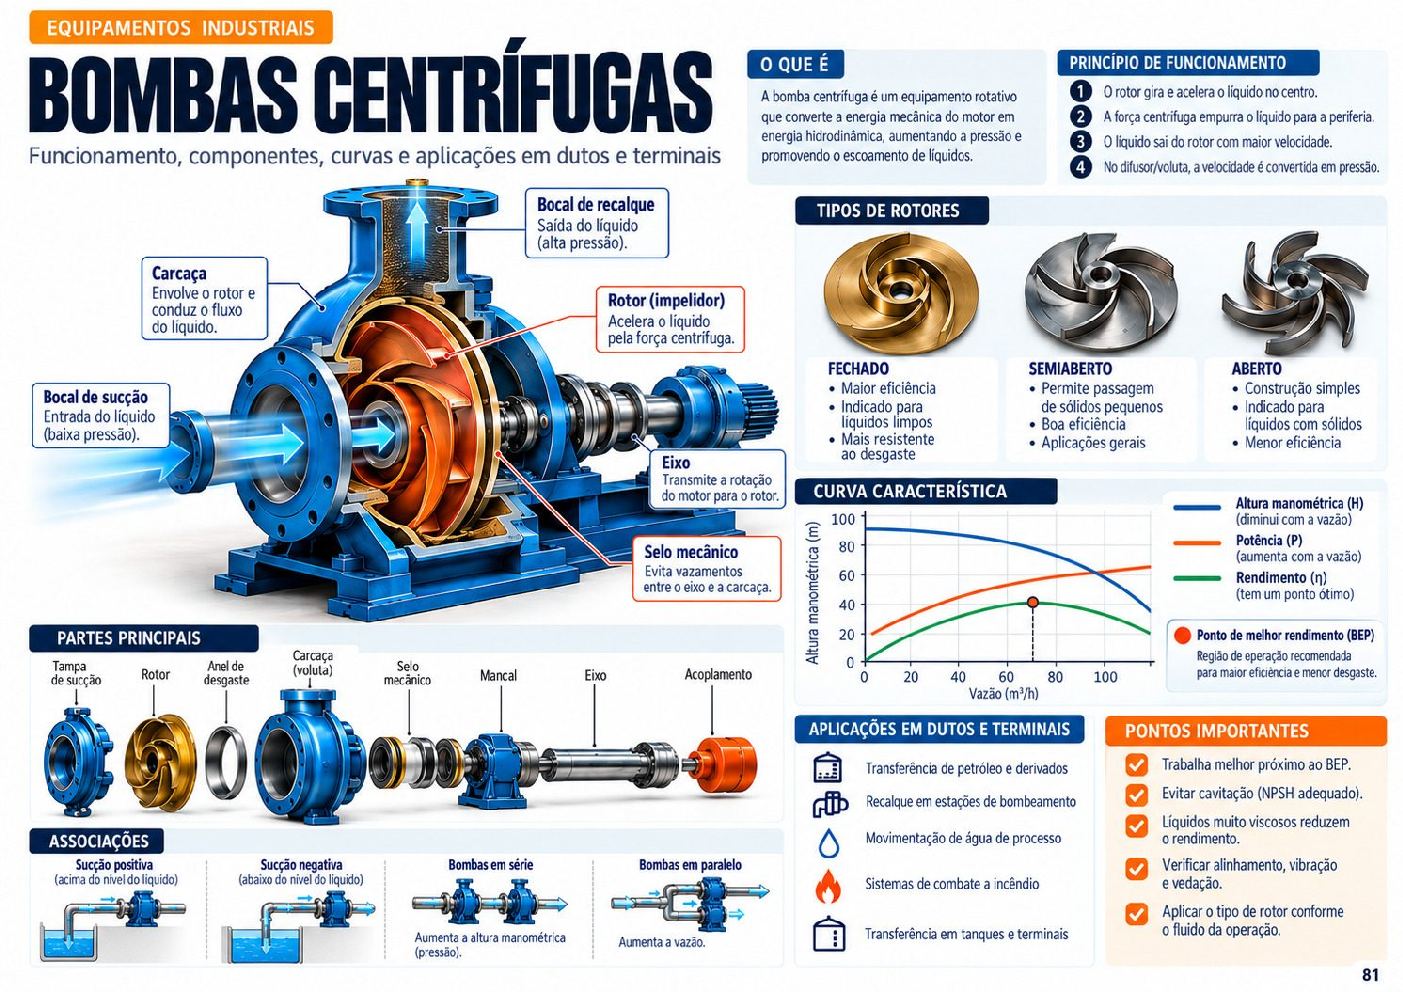 EQUIPAMENTOS INDUSTRIAIS
BOMBAS CENTRÍFUGAS
Funcionamento, componentes, curvas e aplicações em dutos e terminais
O QUE É
A bomba centrífuga é um equipamento rotativo
que converte a energia mecânica do motor em
energia hidrodinâmica, aumentando a pressão e
promovendo o escoamento de líquidos.
PRINCÍPIO DE FUNCIONAMENTO
1 O rotor gira e acelera o líquido no centro.
2 A força centrífuga empurra o líquido para a periferia.
3 O líquido sai do rotor com maior velocidade.
4 No difusor/voluta, a velocidade é convertida em pressão.
Bocal de recalque
Saída do líquido
(alta pressão).
Carcaça
Envolve o rotor e
conduz o fluxo
do líquido.
Rotor (impelidor)
Acelera o líquido
pela força centrífuga.
Bocal de sucção
Entrada do líquido
(baixa pressão).
Eixo
Transmite a rotação
do motor para o rotor.
Selo mecânico
Evita vazamentos
entre o eixo e a carcaça.
TIPOS DE ROTORES
FECHADO
• Maior eficiência
• Indicado para
líquidos limpos
• Mais resistente
ao desgaste
SEMIABERTO
• Permite passagem
de sólidos pequenos
• Boa eficiência
• Aplicações gerais
ABERTO
• Construção simples
• Indicado para
líquidos com sólidos
• Menor eficiência
CURVA CARACTERÍSTICA
Altura manométrica (m)
100
80
60
40
20
0
0 20 40 60 80 100
Vazão (m³/h)
Altura manométrica (H)
(diminui com a vazão)
Potência (P)
(aumenta com a vazão)
Rendimento (η)
(tem um ponto ótimo)
Ponto de melhor rendimento (BEP)
Região de operação recomendada
para maior eficiência e menor desgaste.
PARTES PRINCIPAIS
Tampa
de sucção
Rotor
Anel de
desgaste
Carcaça
(voluta)
Selo
mecânico
Mancal
Eixo
Acoplamento
ASSOCIAÇÕES
Sucção positiva
(acima do nível do líquido)
Sucção negativa
(abaixo do nível do líquido)
Bombas em série
Aumenta a altura manométrica
(pressão).
Bombas em paralelo
Aumenta a vazão.
APLICAÇÕES EM DUTOS E TERMINAIS
Transferência de petróleo e derivados
Recalque em estações de bombeamento
Movimentação de água de processo
Sistemas de combate a incêndio
Transferência em tanques e terminais
PONTOS IMPORTANTES
Trabalha melhor próximo ao BEP.
Evitar cavitação (NPSH adequado).
Líquidos muito viscosos reduzem
o rendimento.
Verificar alinhamento, vibração
e vedação.
Aplicar o tipo de rotor conforme
o fluido da operação.
81